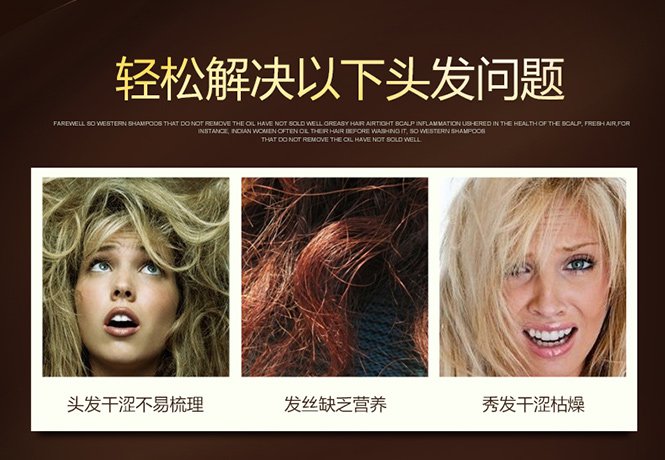 轻松解决以下头发问题
FAREWELL SO WESTERN SHAMPOOS THAT DO NOT REMOVE THE OIL HAVE NOT SOLD WELL.GREASY HAIR AIRTIGHT SCALP INFLAMMATION USHERED IN THE HEALTH OF THE SCALP, FRESH AIR,FOR
INSTANCE, INDIAN WOMEN OFTEN OIL THEIR HAIR BEFORE WASHING IT, SO WESTERN SHAMPOOS
THAT DO NOT REMOVE THE OIL HAVE NOT SOLD WELL.
头发干涩不易梳理
发丝缺乏营养
秀发干涩枯燥